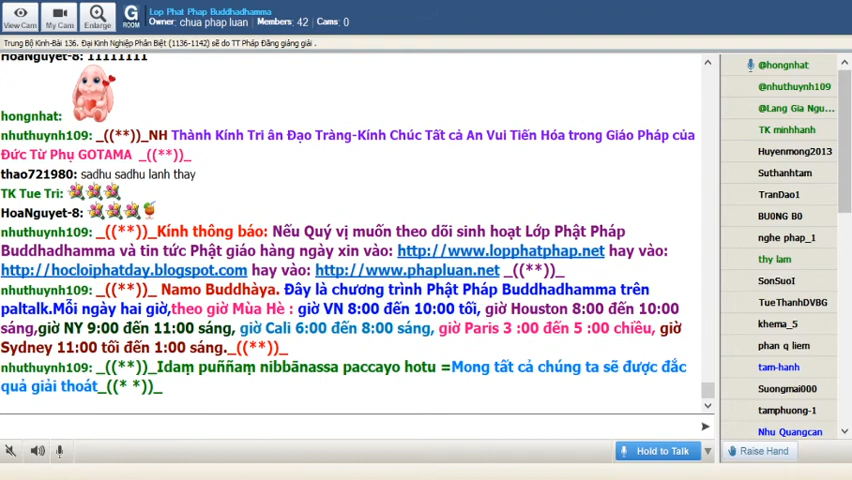 View Cam
My Cam
Enlarge
G
ROOM
Lop Phat Phap Buddhadhamma
Owner: chua phap luan / Members: 42 / Cams: 0
Trung Bộ Kinh-Bài 136. Đại Kinh Nghiệp Phân Biệt (1136-1142) sẽ do TT Pháp Đăng giảng giải .
HoaNguyet-8: 11111111
hongnhat:
nhuthuynh109: _((**))_NH Thành Kính Tri ân Đạo Tràng-Kính Chúc Tất cả An Vui Tiến Hóa trong Giáo Pháp của
Đức Từ Phụ GOTAMA _((**))_
thao721980: sadhu sadhu lanh thay
TK Tue Tri:
HoaNguyet-8:
nhuthuynh109: _((**))_Kính thông báo: Nếu Quý vị muốn theo dõi sinh hoạt Lớp Phật Pháp
Buddhadhamma và tin tức Phật giáo hàng ngày xin vào: http://www.lopphatphap.net hay vào:
http://hocloiphatday.blogspot.com hay vào: http://www.phapluan.net _((**))_
nhuthuynh109: _((**))_ Namo Buddhàya. Đây là chương trình Phật Pháp Buddhadhamma trên
paltalk.Mỗi ngày hai giờ,theo giờ Mùa Hè : giờ VN 8:00 đến 10:00 tối, giờ Houston 8:00 đến 10:00
sáng,giờ NY 9:00 đến 11:00 sáng, giờ Cali 6:00 đến 8:00 sáng, giờ Paris 3 :00 đến 5 :00 chiều, giờ
Sydney 11:00 tối đến 1:00 sáng._((**))_
nhuthuynh109: _((**))_Idaṃ puññaṃ nibbānassa paccayo hotu =Mong tất cả chúng ta sẽ được đắc
quả giải thoát_((* *))_
@hongnhat
@nhuthuynh109
@Lang Gia Ngu...
TK minhhanh
Huyenmong2013
Suthanhtam
TranDao1
BU0NG B0
nghe phap_1
thy lam
SonSuoI
TueThanhDVBG
khema_5
phan q liem
tam-hanh
Suongmai000
tamphuong-1
Nhu Quangcan
Hold to Talk
Raise Hand